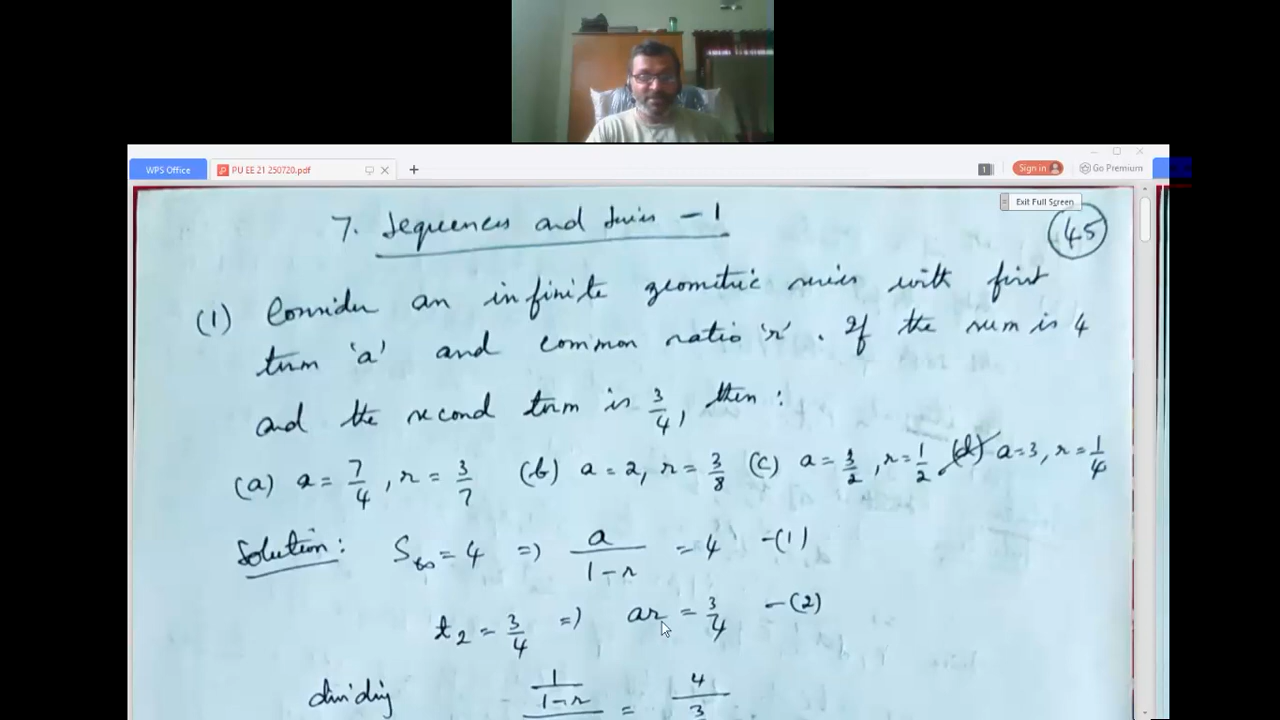 WPS Office
PU EE 21 250720.pdf
1
Sign in
Go Premium
Exit Full Screen
7. Sequences and Series - 1
45
(1) Consider an infinite geometric series with first
term 'a' and common ratio 'r'. If the sum is 4
and the second term is 3/4, then:
(a) a = 7/4, r = 3/7 (b) a = 2, r = 3/8 (c) a = 3/2, r = 1/2 (d) a = 3, r = 1/4
Solution: S∞ = 4 => a/(1-r) = 4 -(1)
t2 = 3/4 => ar = 3/4 -(2)
dividing 1/(1-r) = 4/3